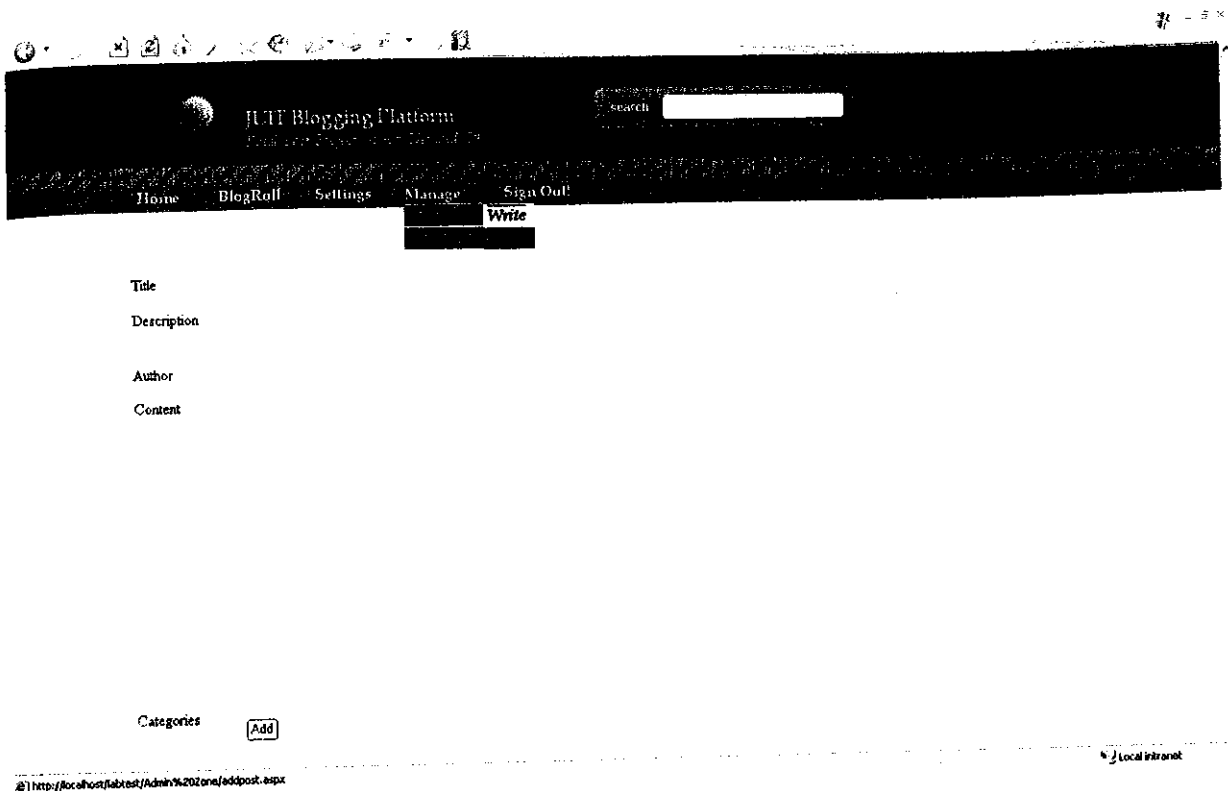 search
JUIT Blogging Platform
Home BlogRoll Settings Manage Sign Out!
Write
Title
Description
Author
Content
Categories Add
Local intranet
http://localhost/labtest/Admin%20Zone/addpost.aspx